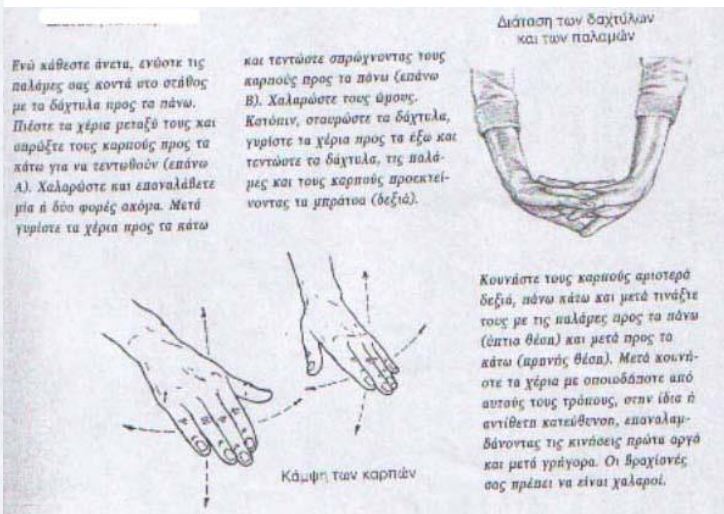 Ενώ κάθεστε άνετα, ενώστε τις
παλάμες σας κοντά στο στήθος
με τα δάχτυλα προς τα πάνω.
Πιέστε τα χέρια μεταξύ τους και
σπρώξτε τους καρπούς προς τα
κάτω για να τεντωθούν (επάνω
Α). Χαλαρώστε και επαναλάβετε
μία ή δύο φορές ακόμα. Μετά
γυρίστε τα χέρια προς τα κάτω
και τεντώστε σπρώχνοντας τους
καρπούς προς τα πάνω (επάνω
Β). Χαλαρώστε τους ώμους.
Κατόπιν, σταυρώστε τα δάχτυλα,
γυρίστε τα χέρια προς τα έξω και
τεντώστε τα δάχτυλα, τις παλά-
μες και τους καρπούς προεκτεί-
νοντας τα μπράτσα (δεξιά).
Διάταση των δαχτύλων
και των παλαμών
Κάμψη των καρπών
Κουνήστε τους καρπούς αριστερά
δεξιά, πάνω κάτω και μετά τινάξτε
τους με τις παλάμες προς τα πάνω
(ύπτια θέση) και μετά προς τα
κάτω (πρηνής θέση). Μετά κουνή-
στε τα χέρια με οποιοδήποτε από
αυτούς τους τρόπους, στην ίδια ή
αντίθετη κατεύθυνση, επαναλαμ-
βάνοντας τις κινήσεις πρώτα αργά
και μετά γρήγορα. Οι βραχίονές
σας πρέπει να είναι χαλαροί.